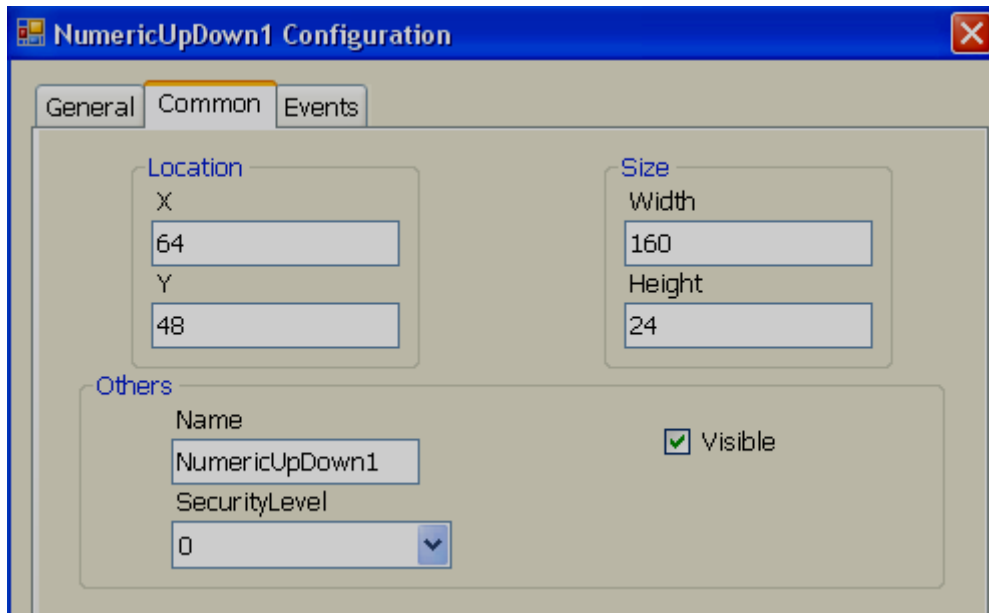 NumericUpDown1 Configuration
General Common Events
Location
X
64
Y
48
Size
Width
160
Height
24
Others
Name
NumericUpDown1
SecurityLevel
0
Visible